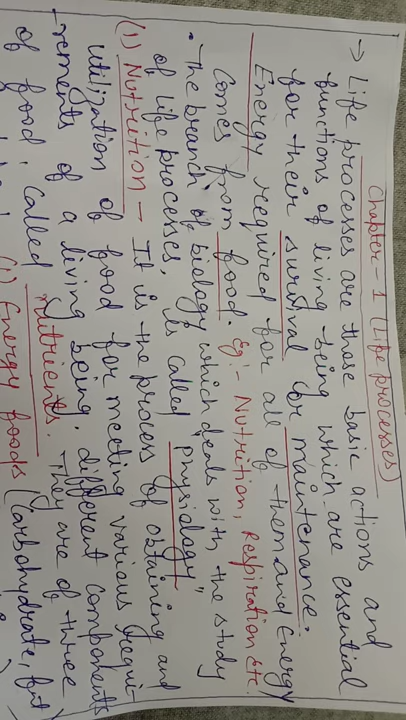 Chapter - 1 (Life processes)
→ Life processes are those basic actions and
functions of living being which are essential
for their survival or maintenance.
Energy required for all of them and Energy
comes from food. Eg:- Nutrition, respiration etc.
• The branch of biology which deals with the study
of life processes, is called "physiology"
(1) Nutrition - It is the process of obtaining and
utilization of food for meeting various requi-
-rements of a living being. different components
of food called nutrients. They are of three
(1) Energy foods (Carbohydrate, fat